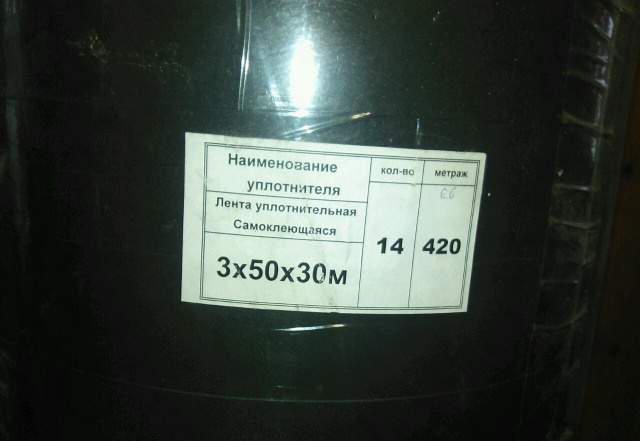 Наименование
уплотнителя
Лента уплотнительная
Самоклеющаяся
3х50х30м
кол-во
14
метраж
420